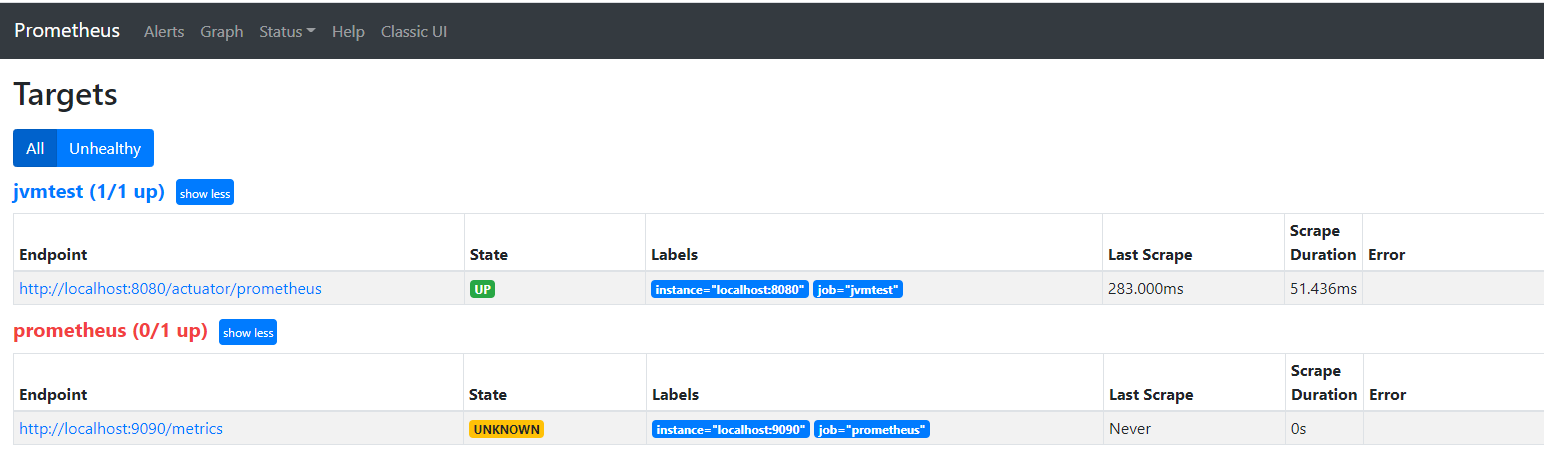 Prometheus Alerts Graph Status Help Classic UI
Targets
All Unhealthy
jvmtest (1/1 up) show less
Endpoint State Labels Last Scrape Scrape Duration Error
http://localhost:8080/actuator/prometheus UP instance="localhost:8080" job="jvmtest" 283.000ms 51.436ms
prometheus (0/1 up) show less
Endpoint State Labels Last Scrape Scrape Duration Error
http://localhost:9090/metrics UNKNOWN instance="localhost:9090" job="prometheus" Never 0s